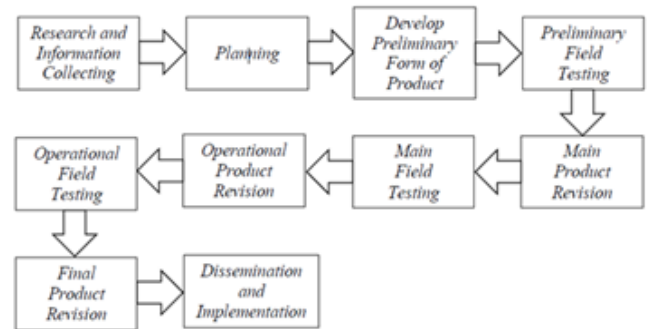 Research and
Information
Collecting
Planning
Develop
Preliminary
Form of
Product
Preliminary
Field
Testing
Main
Product
Revision
Main
Field
Testing
Operational
Product
Revision
Operational
Field
Testing
Final
Product
Revision
Dissemination
and
Implementation